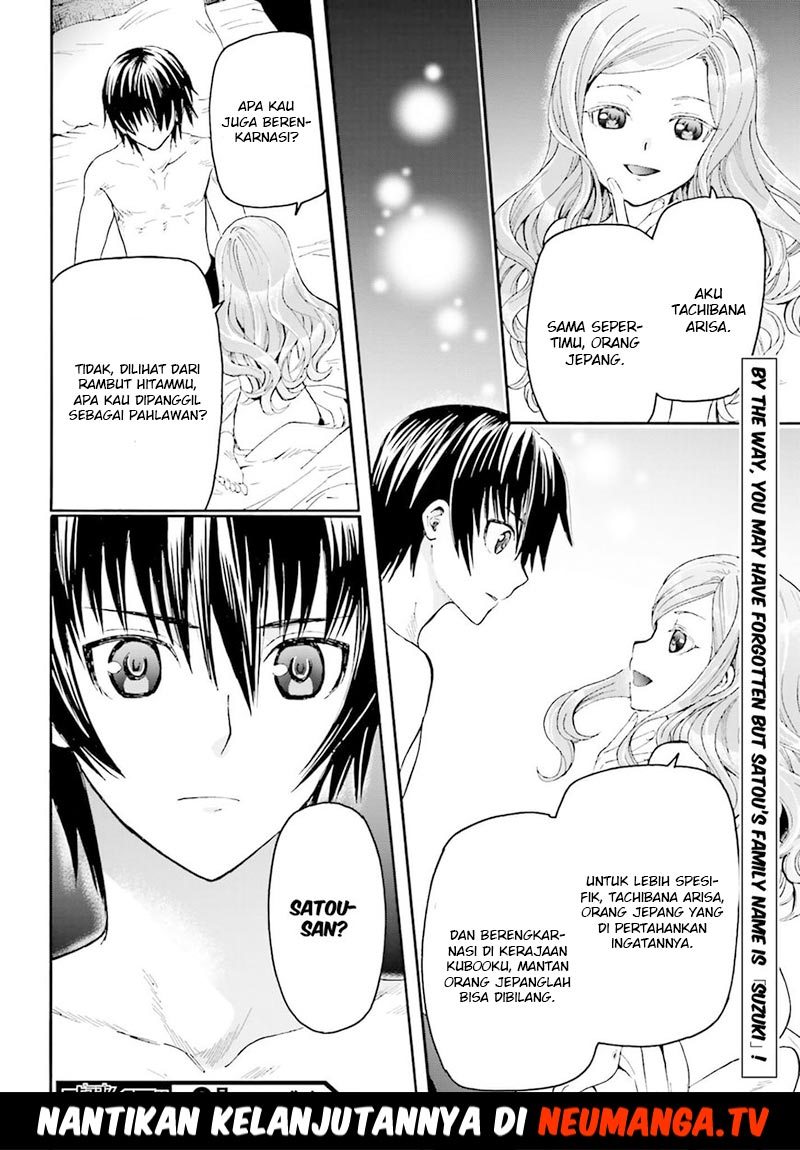 AKU
TACHIBANA
ARISA.
SAMA SEPER-
TIMU, ORANG
JEPANG.
APA KAU
JUGA BEREN-
KARNASI?
TIDAK, DILIHAT DARI
RAMBUT HITAMMU,
APA KAU DIPANGGIL
SEBAGAI PAHLAWAN?
UNTUK LEBIH SPESI-
FIK, TACHIBANA ARISA,
ORANG JEPANG YANG
DI PERTAHANKAN
INGATANNYA.
DAN BERENGKAR-
NASI DI KERAJAAN
KUBOOKU, MANTAN
ORANG JEPANGLAH
BISA DIBILANG.
SATOU-
SAN?
BY THE WAY, YOU MAY HAVE FORGOTTEN BUT SATOU'S FAMILY NAME IS 「SUZUKI」!
NANTIKAN KELANJUTANNYA DI NEUMANGA.TV